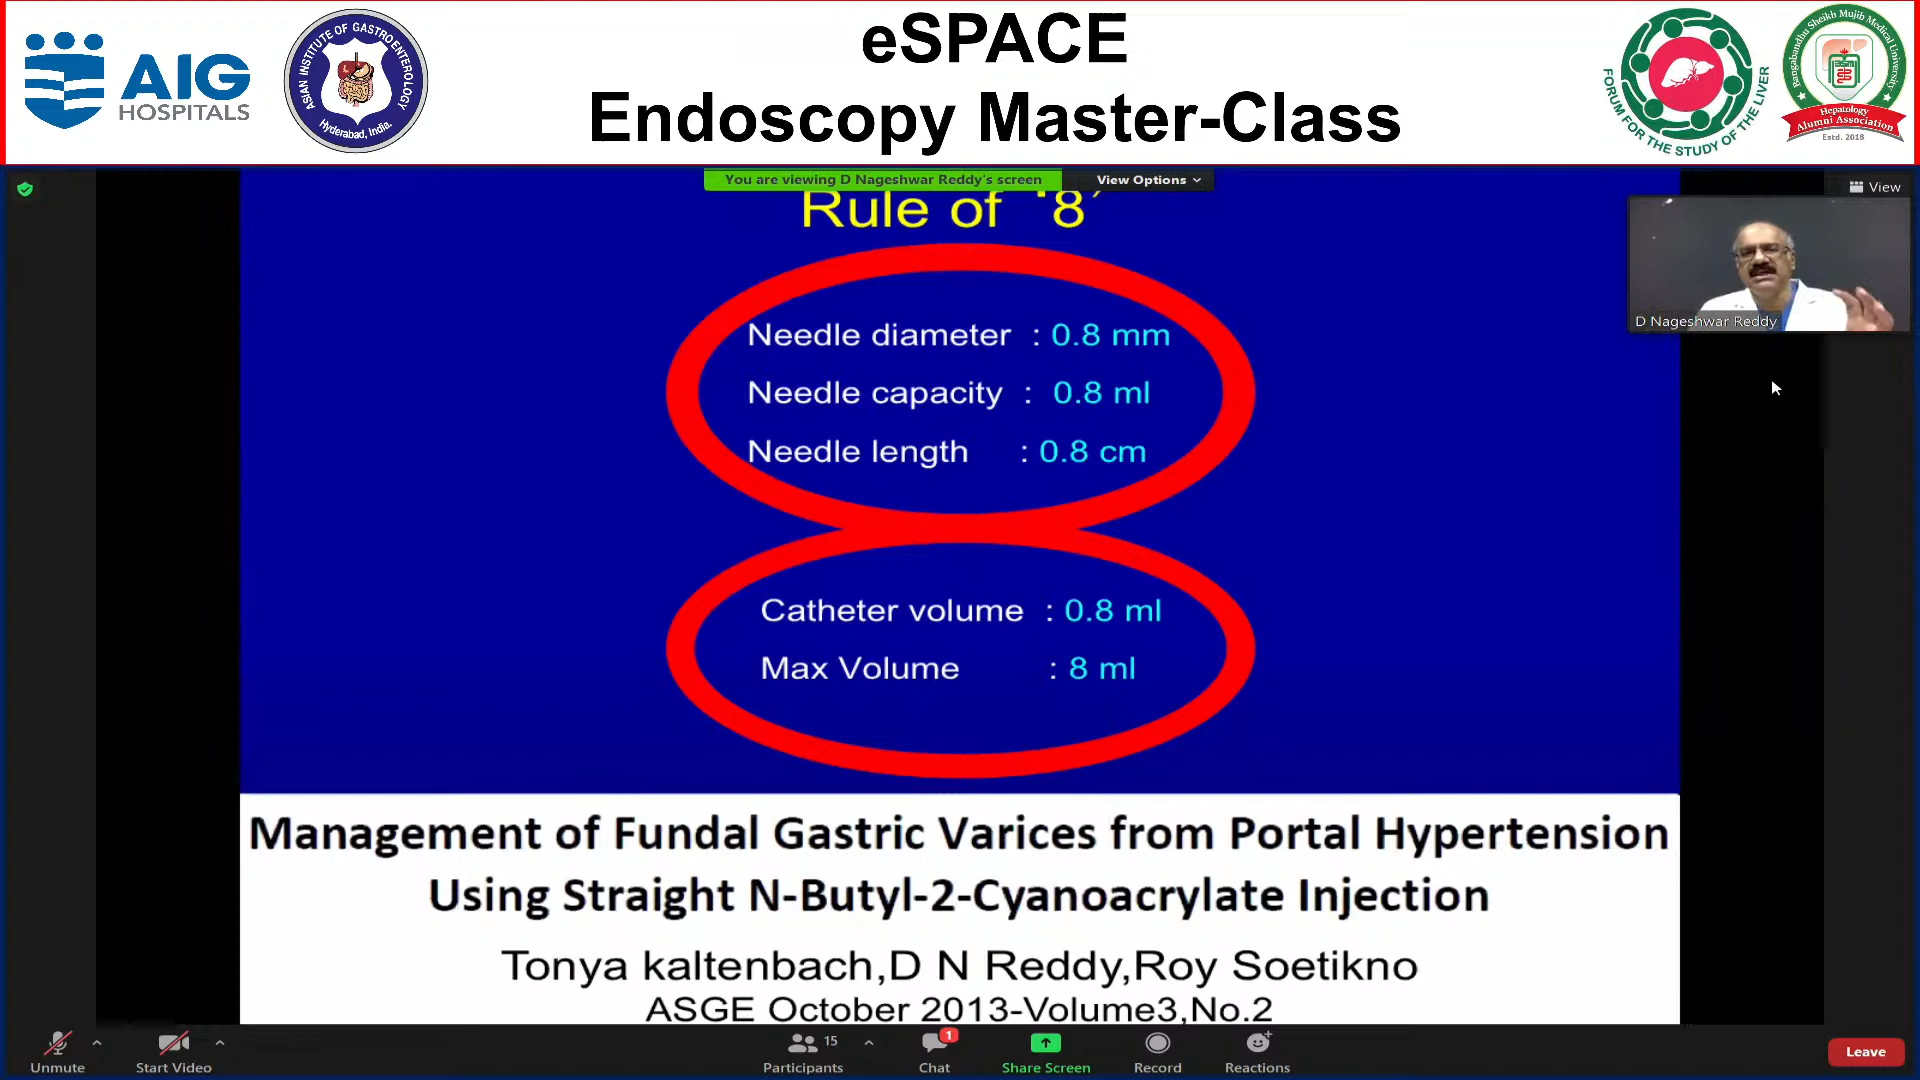 eSPACE
Endoscopy Master-Class
AIG
HOSPITALS
ASIAN INSTITUTE OF GASTROENTEROLOGY
Hyderabad, India.
FORUM FOR THE STUDY OF THE LIVER
Bangabandhu Sheikh Mujib Medical University
Hepatology
Alumni Association
Estd. 2018
You are viewing D Nageshwar Reddy's screen
View Options
View
Rule of '8'
D Nageshwar Reddy
Needle diameter : 0.8 mm
Needle capacity : 0.8 ml
Needle length : 0.8 cm
Catheter volume : 0.8 ml
Max Volume : 8 ml
Management of Fundal Gastric Varices from Portal Hypertension
Using Straight N-Butyl-2-Cyanoacrylate Injection
Tonya kaltenbach,D N Reddy,Roy Soetikno
ASGE October 2013-Volume3,No.2
Unmute
Start Video
15
Participants
1
Chat
Share Screen
Record
Reactions
Leave